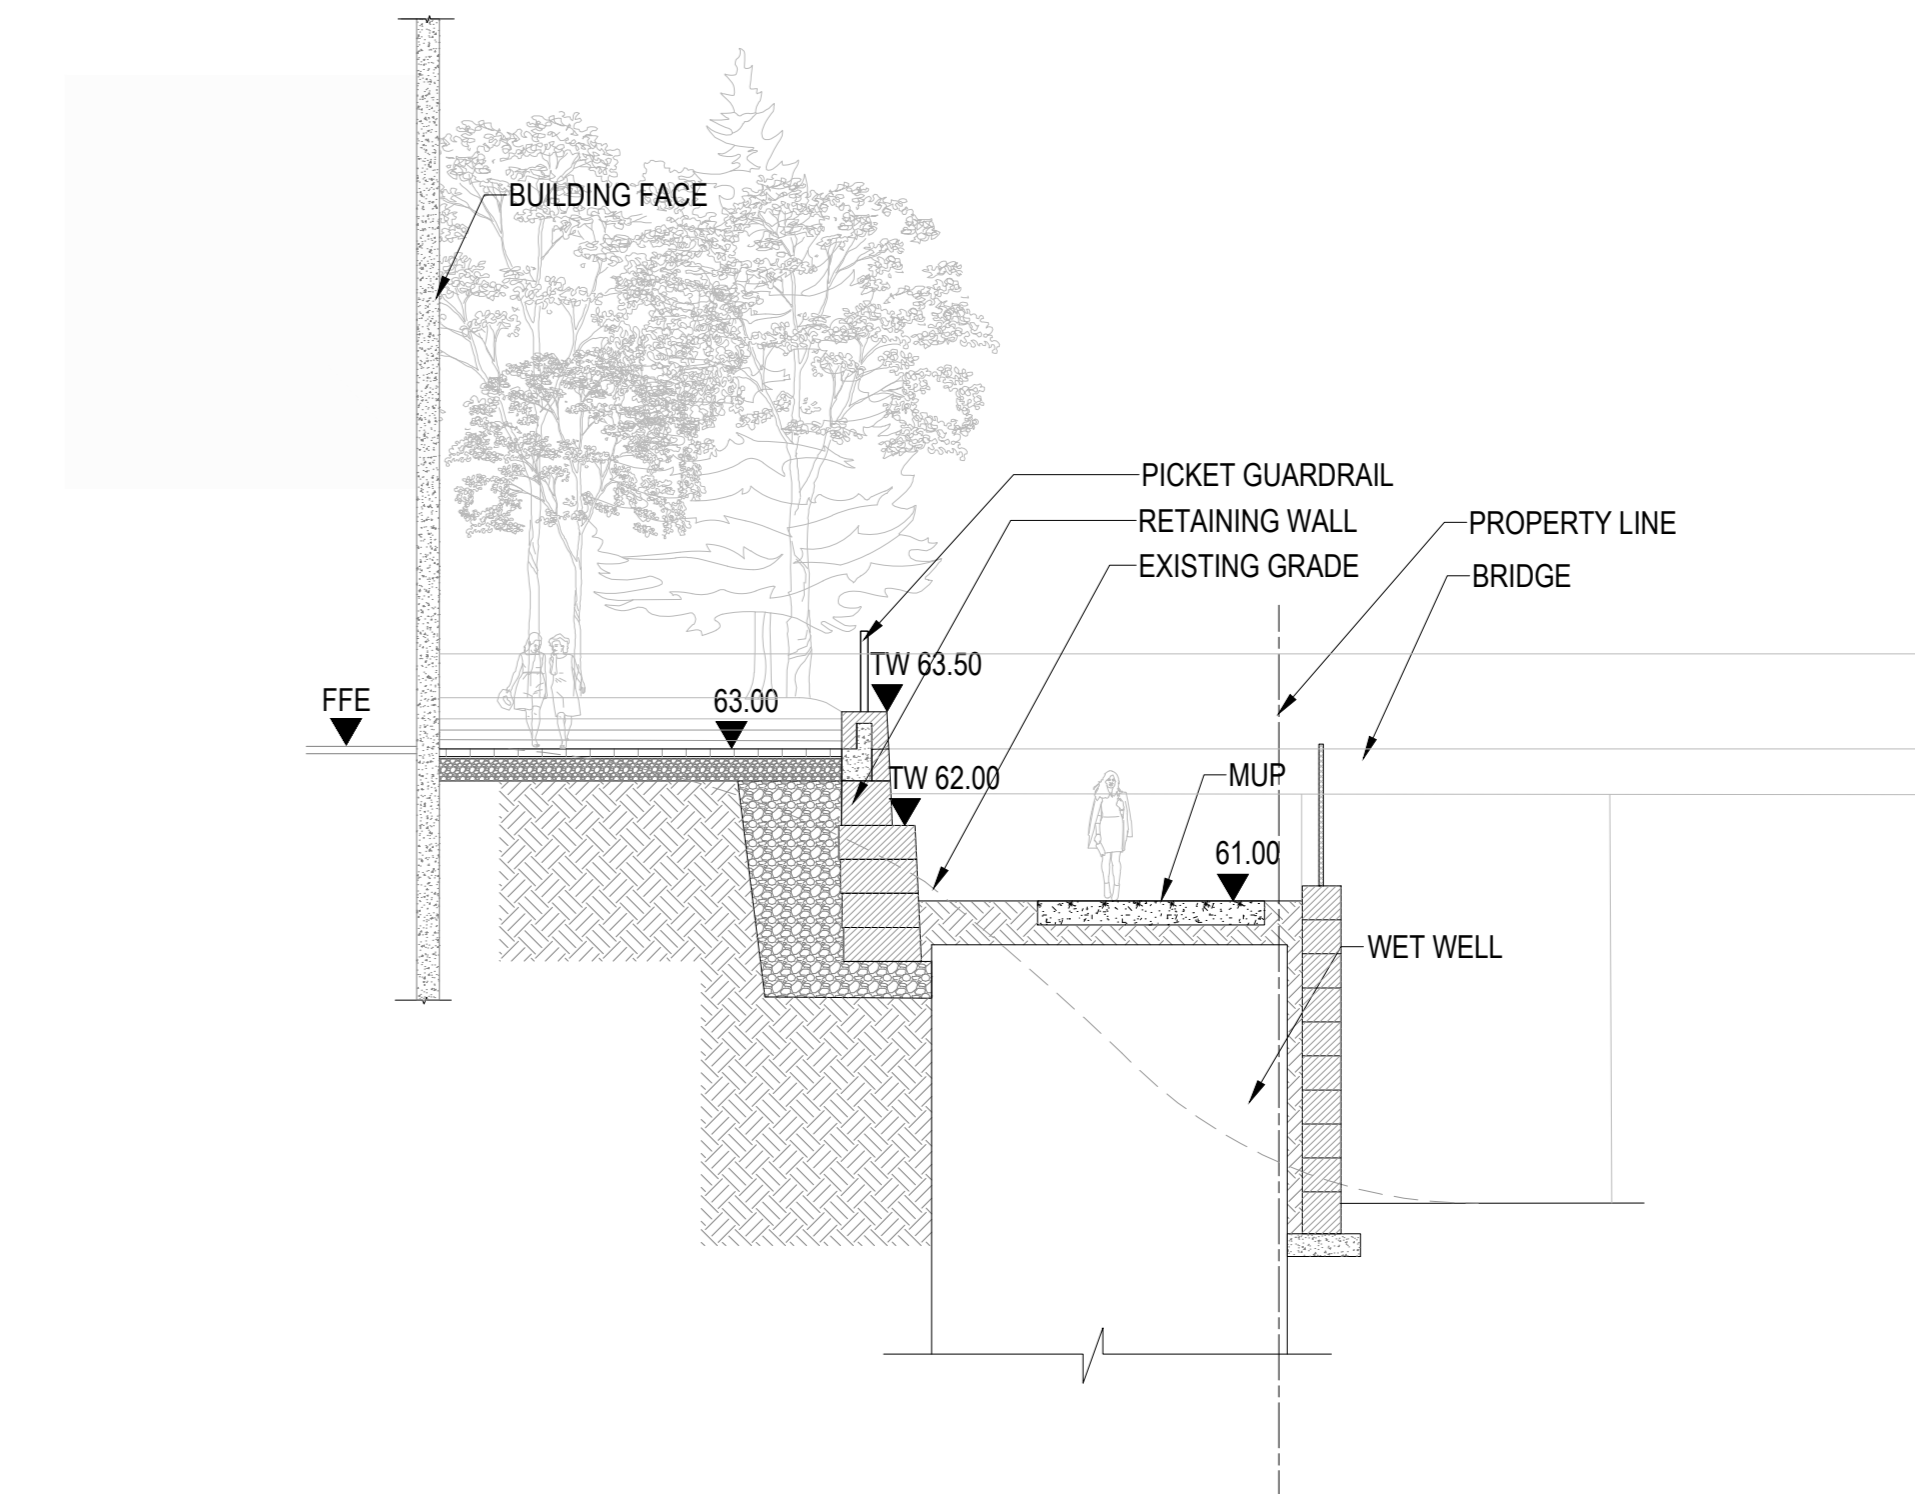 BUILDING FACE
PICKET GUARDRAIL
RETAINING WALL
PROPERTY LINE
EXISTING GRADE
BRIDGE
TW 63.50
FFE
63.00
TW 62.00
MUP
61.00
WET WELL